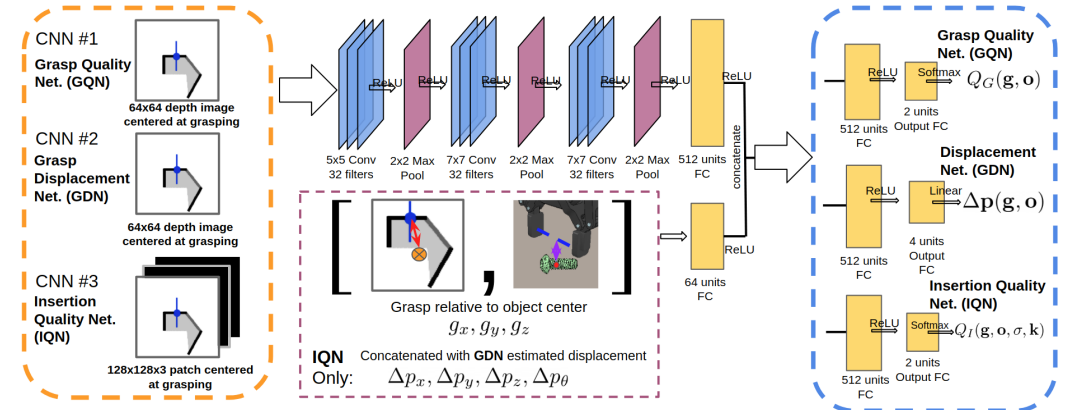 CNN #1
Grasp Quality
Net. (GQN)
64x64 depth image
centered at grasping
CNN #2
Grasp
Displacement
Net. (GDN)
64x64 depth image
centered at grasping
CNN #3
Insertion
Quality Net.
(IQN)
128x128x3 patch centered
at grasping
ReLU
ReLU
ReLU
ReLU
ReLU
ReLU
ReLU
5x5 Conv
32 filters
2x2 Max
Pool
7x7 Conv
32 filters
2x2 Max
Pool
7x7 Conv
32 filters
2x2 Max
Pool
512 units
FC
concatenate
[ , ]
Grasp relative to object center
g_x, g_y, g_z
IQN Concatenated with GDN estimated displacement
Only: Δp_x, Δp_y, Δp_z, Δp_θ
64 units
FC
ReLU
Grasp Quality
Net. (GQN)
ReLU
Softmax
Q_G(g, o)
512 units
FC
2 units
Output FC
Displacement
Net. (GDN)
ReLU
Linear
Δp(g, o)
512 units
FC
4 units
Output FC
Insertion Quality
Net. (IQN)
ReLU
Softmax
Q_I(g, o, σ, k)
512 units
FC
2 units
Output FC